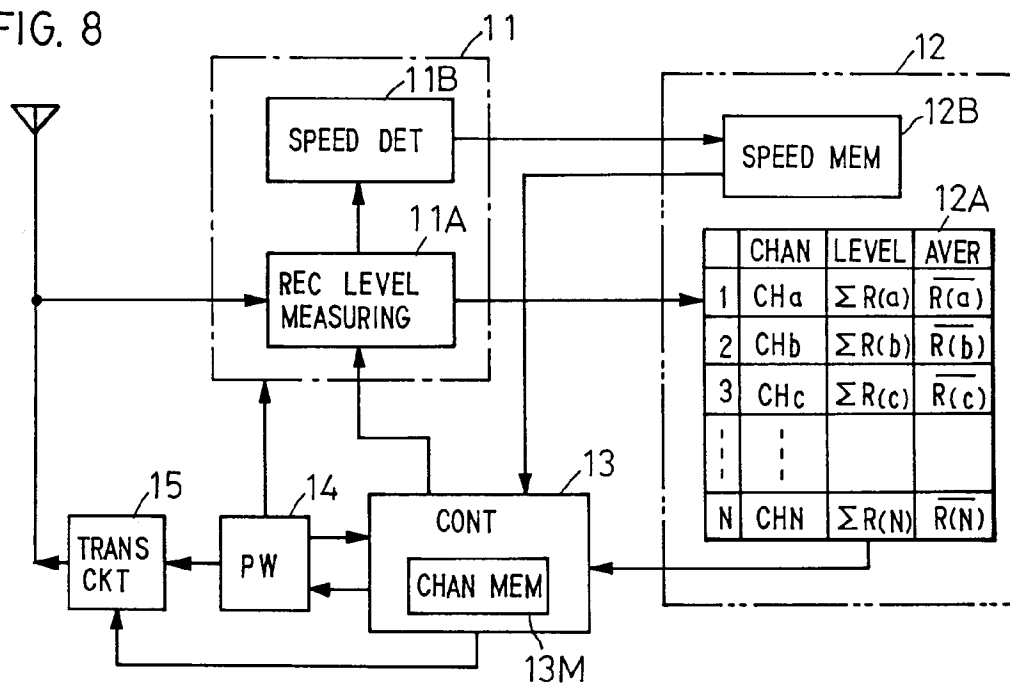 FIG. 8
11
11B
SPEED DET
11A
REC LEVEL
MEASURING
12
12B
SPEED MEM
12A
CHAN LEVEL AVER
1 CHa ΣR(a) R̅(̅a̅)̅
2 CHb ΣR(b) R̅(̅b̅)̅
3 CHc ΣR(c) R̅(̅c̅)̅
N CHN ΣR(N) R̅(̅N̅)̅
15
TRANS
CKT
14
PW
13
CONT
CHAN MEM
13M